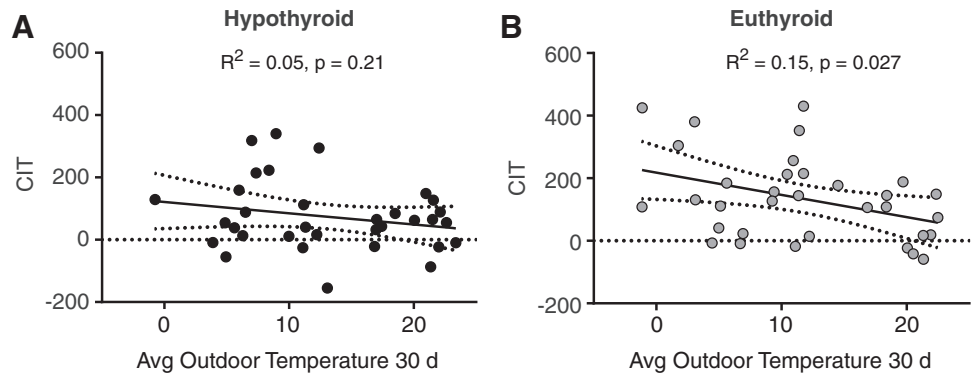 A
Hypothyroid
R² = 0.05, p = 0.21
600
400
200
0
-200
CIT
0 10 20
Avg Outdoor Temperature 30 d
B
Euthyroid
R² = 0.15, p = 0.027
600
400
200
0
-200
CIT
0 10 20
Avg Outdoor Temperature 30 d